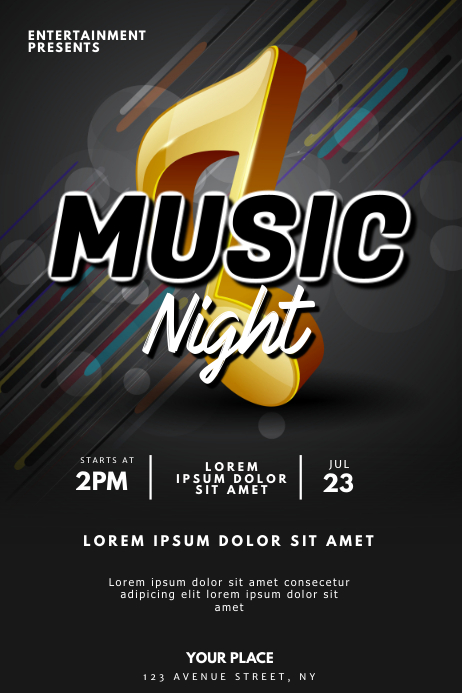 ENTERTAINMENT
PRESENTS
MUSIC
Night
STARTS AT
2PM
LOREM
IPSUM DOLOR
SIT AMET
JUL
23
LOREM IPSUM DOLOR SIT AMET
Lorem ipsum dolor sit amet consecetur
adipicing elit lorem ipsum dolor sit
amet
YOUR PLACE
123 AVENUE STREET, NY